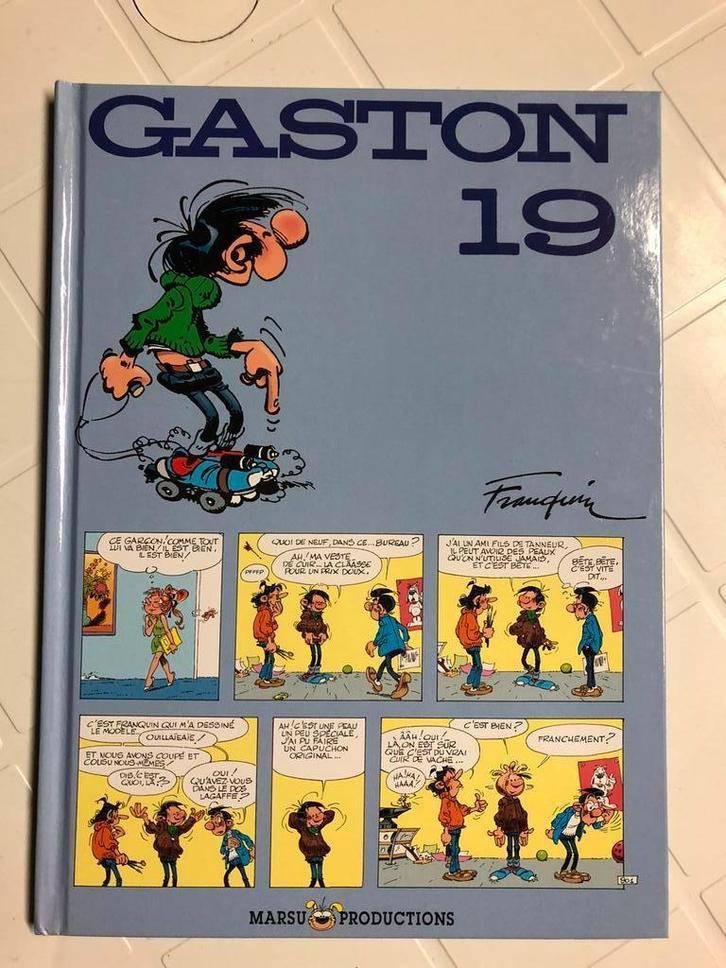 GASTON
19
Franquin
CE GARÇON! COMME TOUT
LUI VA BIEN! IL EST BIEN,
IL EST BIEN!
QUOI DE NEUF, DANS CE... BUREAU?
PFFFP
AH! MA VESTE
DE CUIR... LA CLÂÂSSE
POUR UN PRIX DOUX.
J'AI UN AMI FILS DE TANNEUR,
IL PEUT AVOIR DES PEAUX
QU'ON N'UTILISE JAMAIS,
ET C'EST BÊTE...
BÊTE, BÊTE,
C'EST VITE
DIT...
C'EST FRANQUIN QUI M'A DESSINÉ
LE MODÈLE...
OUILLAÏEAÏE!
ET NOUS AVONS COUPÉ ET
COUSU NOUS-MÊMES!
DIS, C'EST
QUOI, LÀ??
OUI!
QU'AVEZ-VOUS
DANS LE DOS
LAGAFFE?
AH! C'EST UNE PEAU
UN PEU SPÉCIALE,
J'AI PU FAIRE
UN CAPUCHON
ORIGINAL...
ÂÂH! OUI!
LÀ, ON EST SÛR
QUE C'EST DU VRAI
CUIR DE VACHE...
HA! HA!
HAAA!
C'EST BIEN?
FRANCHEMENT?
MARSU PRODUCTIONS